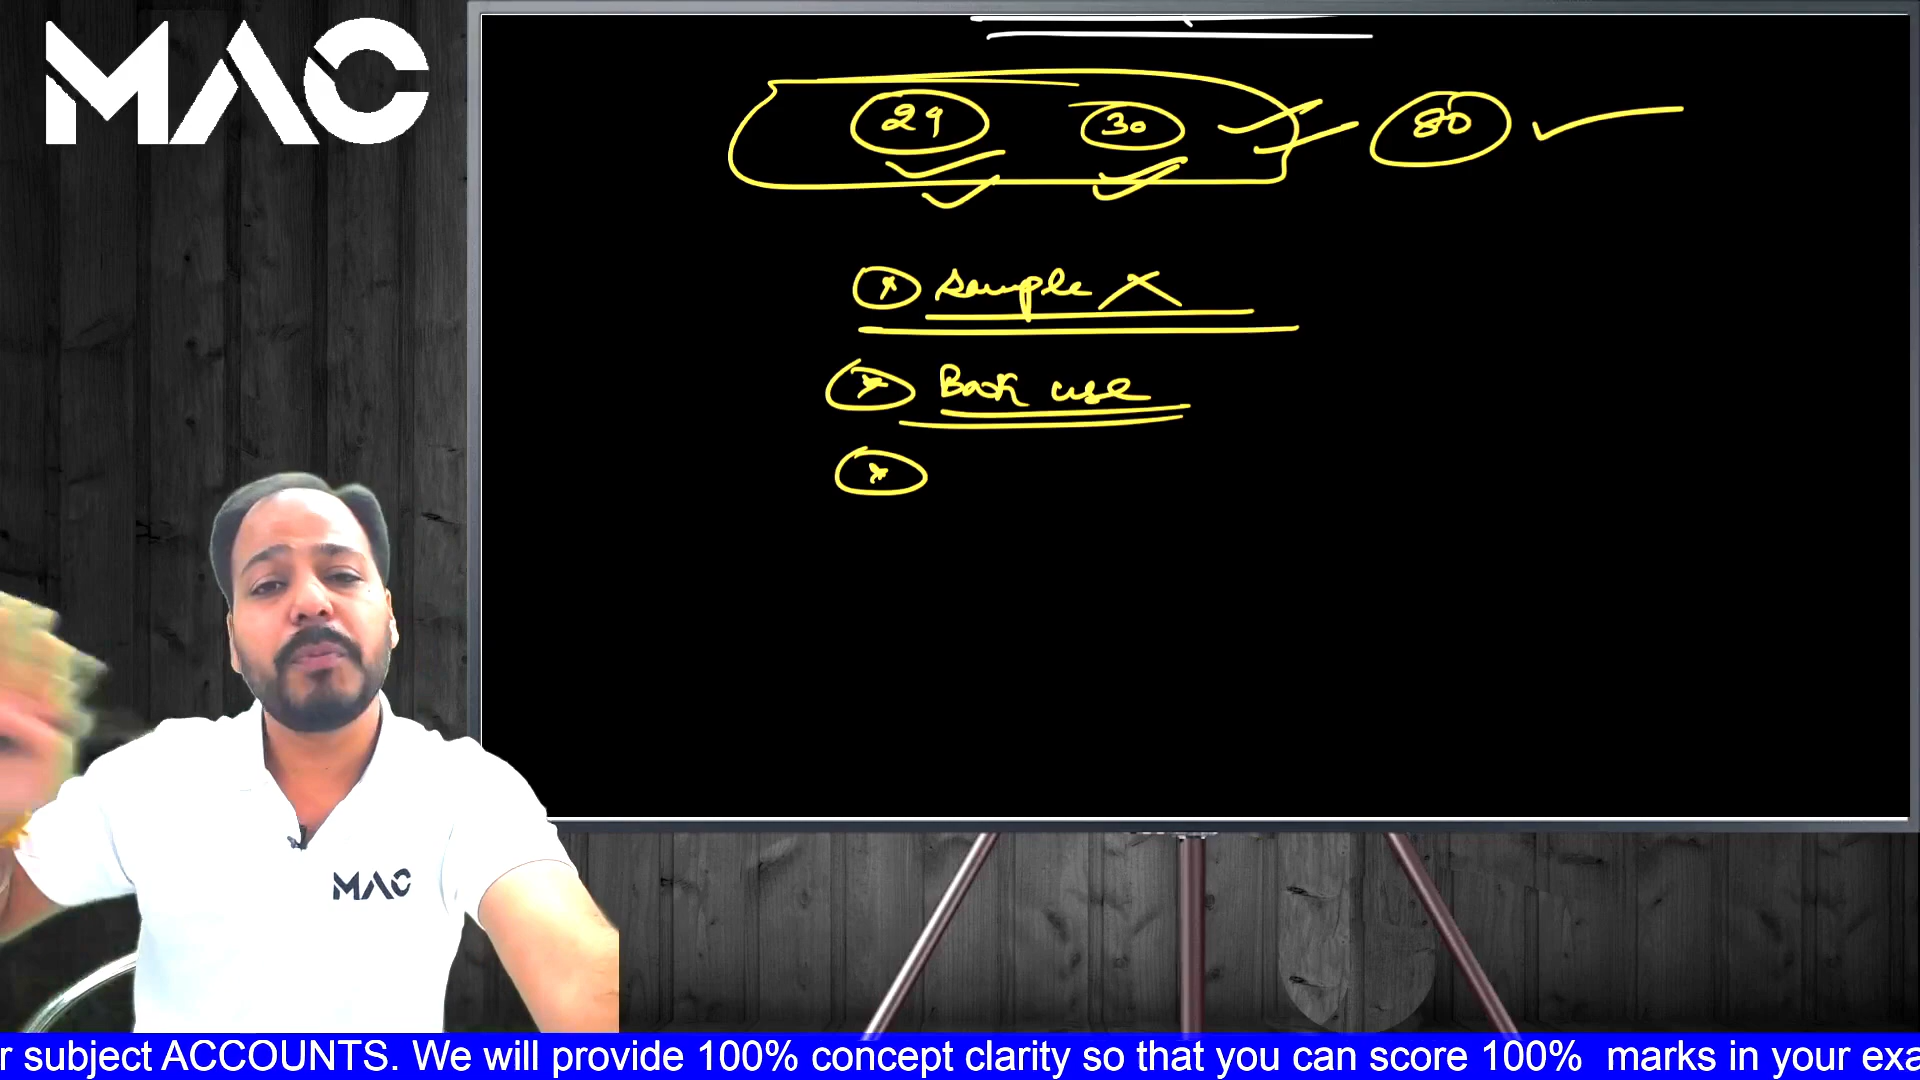 MAC
29 30 80
Sample
Book use
MAC
r subject ACCOUNTS. We will provide 100% concept clarity so that you can score 100% marks in your exa